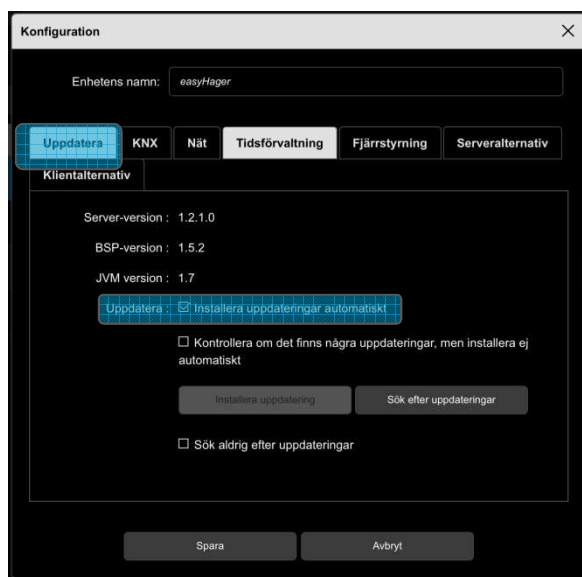 Konfiguration
Enhetens namn: easyHager
Uppdatera KNX Nät Tidsförvaltning Fjärrstyrning Serveralternativ
Klientalternativ
Server-version : 1.2.1.0
BSP-version : 1.5.2
JVM version : 1.7
Uppdatera : Installera uppdateringar automatiskt
Kontrollera om det finns några uppdateringar, men installera ej
automatiskt
Installera uppdatering Sök efter uppdateringar
Sök aldrig efter uppdateringar
Spara Avbryt